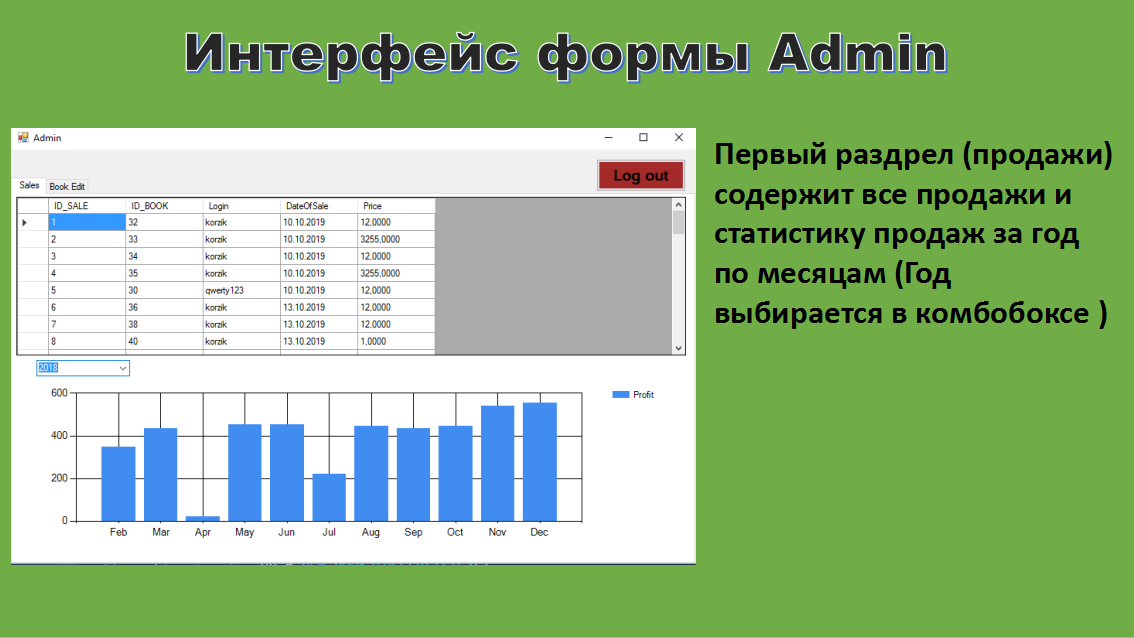 Интерфейс формы Admin
Admin
Log out
Sales Book Edit
ID_SALE ID_BOOK Login DateOfSale Price
1 32 korzik 10.10.2019 12,0000
2 33 korzik 10.10.2019 3255,0000
3 34 korzik 10.10.2019 12,0000
4 35 korzik 10.10.2019 3255,0000
5 30 qwerty123 10.10.2019 12,0000
6 36 korzik 13.10.2019 12,0000
7 38 korzik 13.10.2019 12,0000
8 40 korzik 13.10.2019 1,0000
2018
600
400
200
0
Feb Mar Apr May Jun Jul Aug Sep Oct Nov Dec
Profit
Первый раздрел (продажи)
содержит все продажи и
статистику продаж за год
по месяцам (Год
выбирается в комбобоксе )